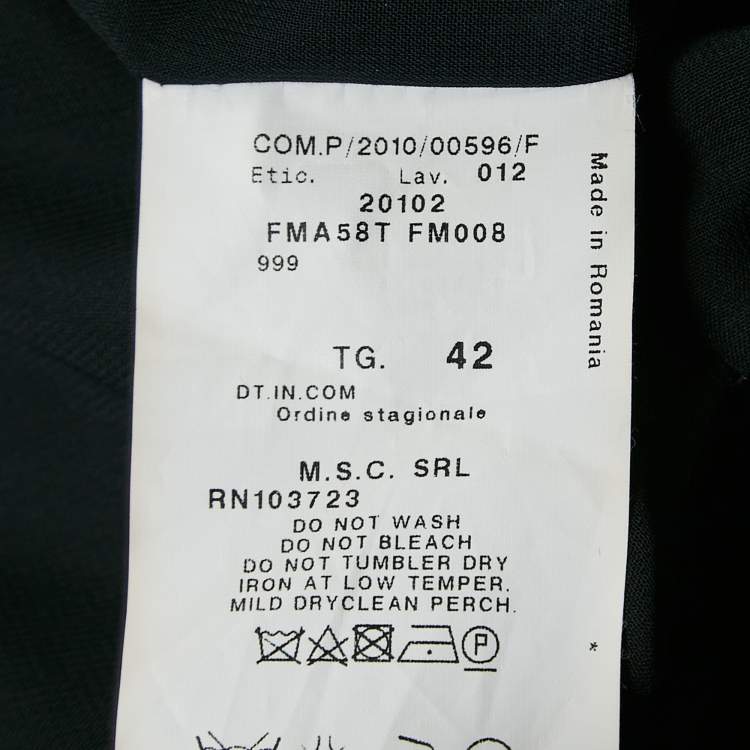 COM.P/2010/00596/F
Etic. Lav. 012
20102
FMA58T FM008
999
TG. 42
DT.IN.COM
Ordine stagionale
M.S.C. SRL
RN103723
DO NOT WASH
DO NOT BLEACH
DO NOT TUMBLER DRY
IRON AT LOW TEMPER.
MILD DRYCLEAN PERCH.
P
*
Made in Romania